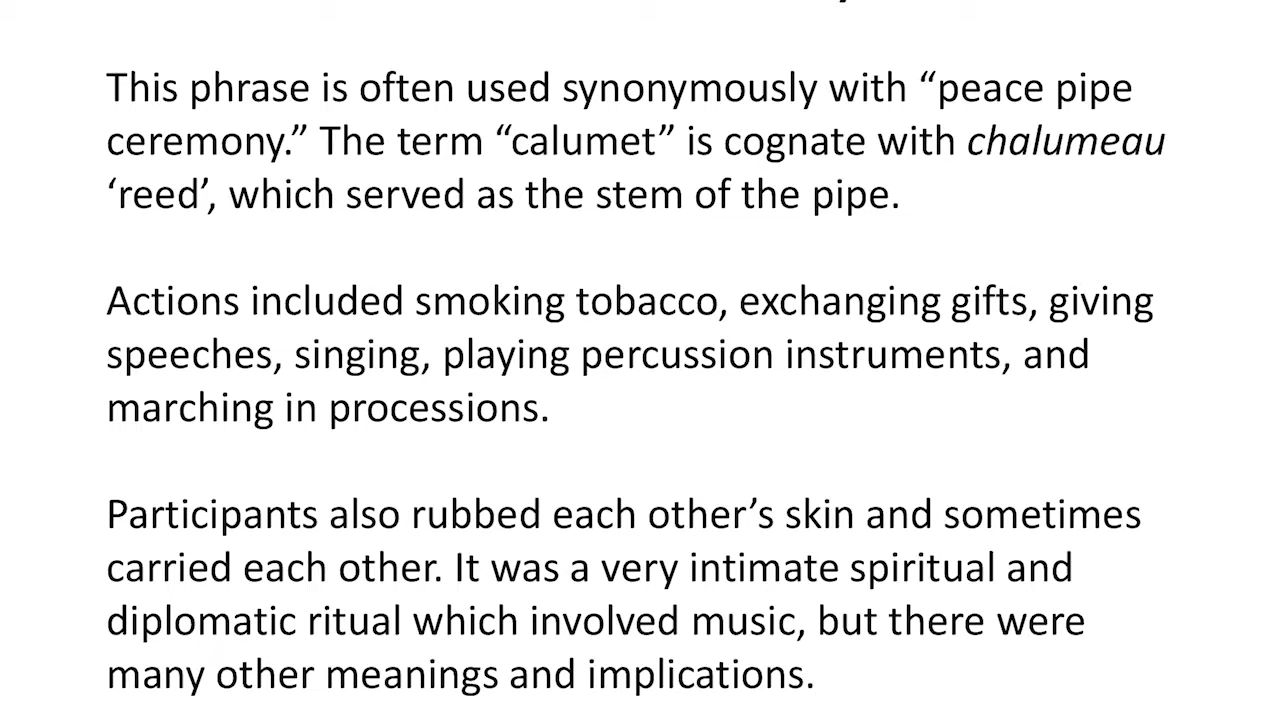 This phrase is often used synonymously with “peace pipe
ceremony.” The term “calumet” is cognate with chalumeau
‘reed’, which served as the stem of the pipe.
Actions included smoking tobacco, exchanging gifts, giving
speeches, singing, playing percussion instruments, and
marching in processions.
Participants also rubbed each other’s skin and sometimes
carried each other. It was a very intimate spiritual and
diplomatic ritual which involved music, but there were
many other meanings and implications.